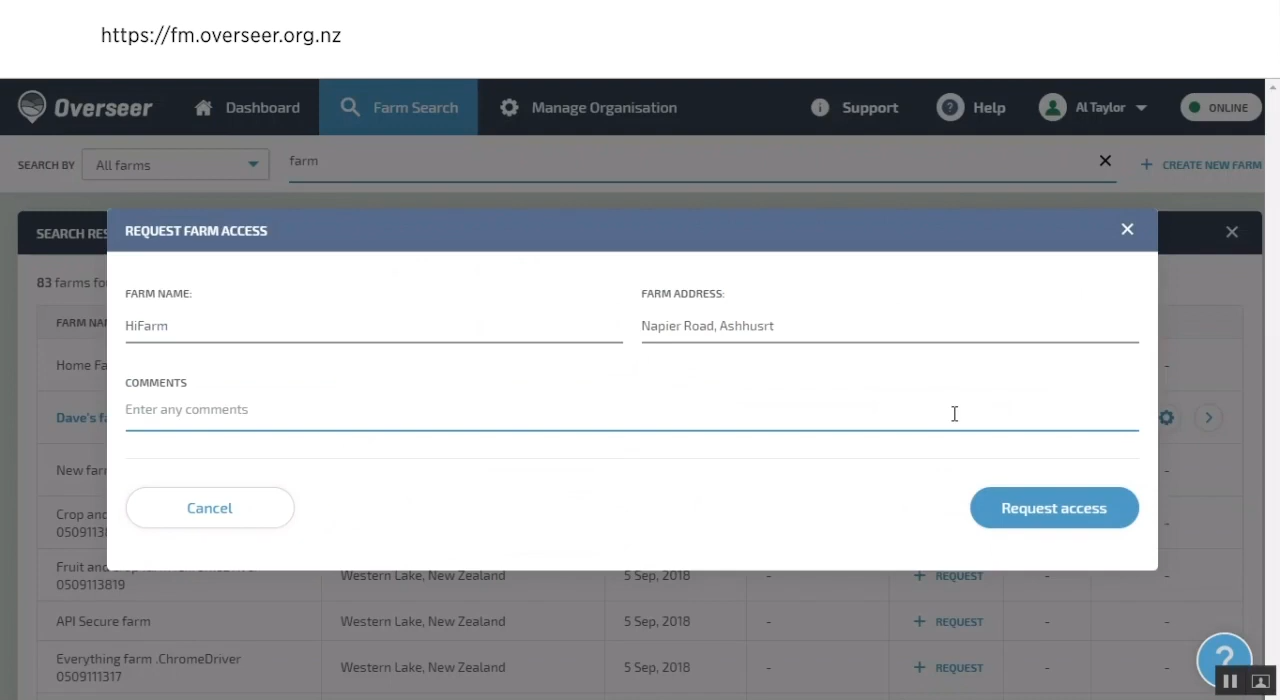 https://fm.overseer.org.nz
Overseer Dashboard Farm Search Manage Organisation Support Help Al Taylor ONLINE
SEARCH BY All farms farm CREATE NEW FARM
SEARCH RES
REQUEST FARM ACCESS
83 farms fo
FARM NAME: FARM ADDRESS:
FARM NAM
HiFarm Napier Road, Ashhusrt
Home Fa -
COMMENTS
Enter any comments
Dave's fa
New farm -
Cancel Request access
Crop and
0509113 -
Western Lake, New Zealand 5 Sep, 2018 - + REQUEST - -
Fruit and
0509113819
API Secure farm Western Lake, New Zealand 5 Sep, 2018 - + REQUEST - -
Everything farm .ChromeDriver
0509111317 Western Lake, New Zealand 5 Sep, 2018 - + REQUEST - -